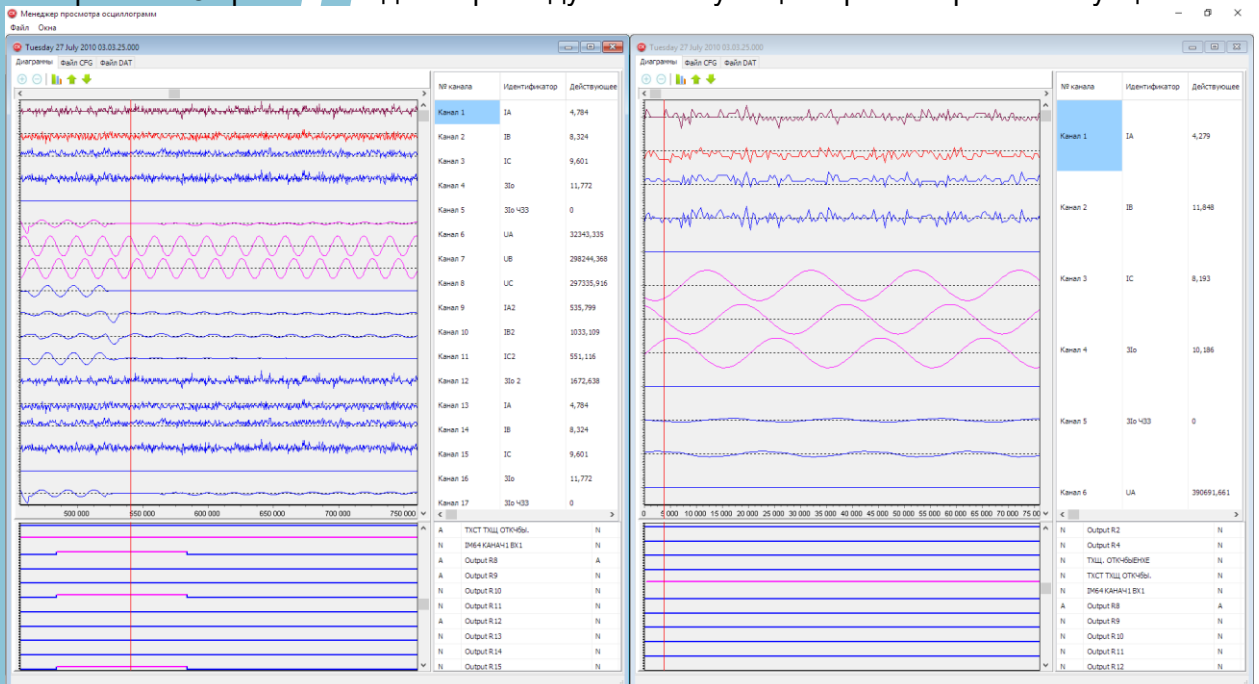 Менеджер просмотра осциллограмм
Файл Окна
Tuesday 27 July 2010 03.03.25.000
Диаграммы Файл CFG Файл DAT
№ канала Идентификатор Действующее
Канал 1 IA 4,784
Канал 2 IB 8,324
Канал 3 IC 9,601
Канал 4 3Io 11,772
Канал 5 3Io ЧЗЗ 0
Канал 6 UA 32343,335
Канал 7 UB 298244,368
Канал 8 UC 297335,916
Канал 9 IA2 535,799
Канал 10 IB2 1033,109
Канал 11 IC2 551,116
Канал 12 3Io 2 1672,638
Канал 13 IA 4,784
Канал 14 IB 8,324
Канал 15 IC 9,601
Канал 16 3Io 11,772
Канал 17 3Io ЧЗЗ 0
500 000 550 000 600 000 650 000 700 000 750 000
A ТХСТ ТХЩ ОТКЧбЫ. N
N IM64 КАНАЧ1 ВХ1 N
A Output R8 A
A Output R9 N
N Output R10 N
N Output R11 N
A Output R12 N
N Output R13 N
N Output R14 N
N Output R15 N
Tuesday 27 July 2010 03.03.25.000
Диаграммы Файл CFG Файл DAT
№ канала Идентификатор Действующее
Канал 1 IA 4,279
Канал 2 IB 11,848
Канал 3 IC 8,193
Канал 4 3Io 10,186
Канал 5 3Io ЧЗЗ 0
Канал 6 UA 390691,661
0 5 000 10 000 15 000 20 000 25 000 30 000 35 000 40 000 45 000 50 000 55 000 60 000 65 000 70 000 75 00
N Output R2 N
N Output R4 N
N ТХЩ. ОТКЧбЫЕНХЕ N
N ТХСТ ТХЩ ОТКЧбЫ. N
N IM64 КАНАЧ1 ВХ1 N
A Output R8 A
N Output R9 N
N Output R10 N
N Output R11 N
N Output R12 N